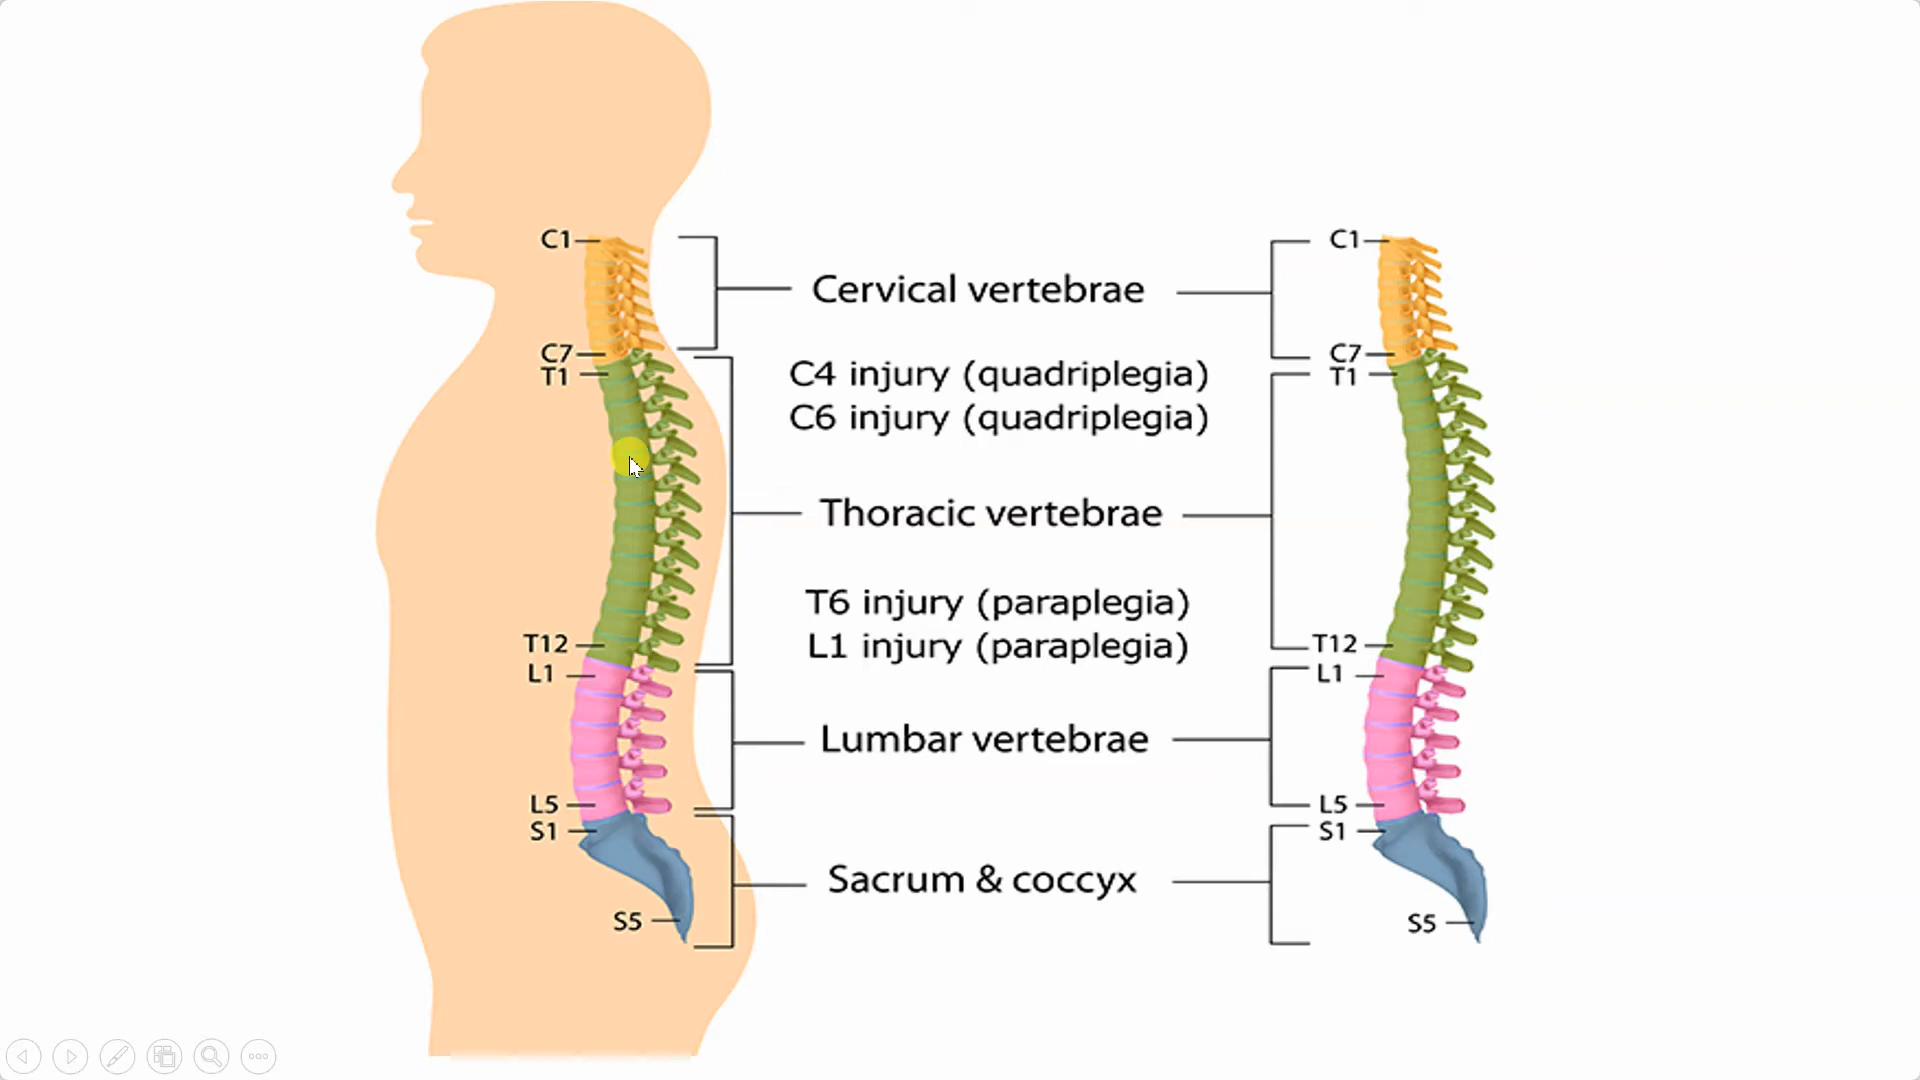 C1
Cervical vertebrae
C1
C7
C7
T1
C4 injury (quadriplegia)
T1
C6 injury (quadriplegia)
Thoracic vertebrae
T6 injury (paraplegia)
T12
L1 injury (paraplegia)
T12
L1
L1
Lumbar vertebrae
L5
L5
S1
S1
Sacrum & coccyx
S5
S5